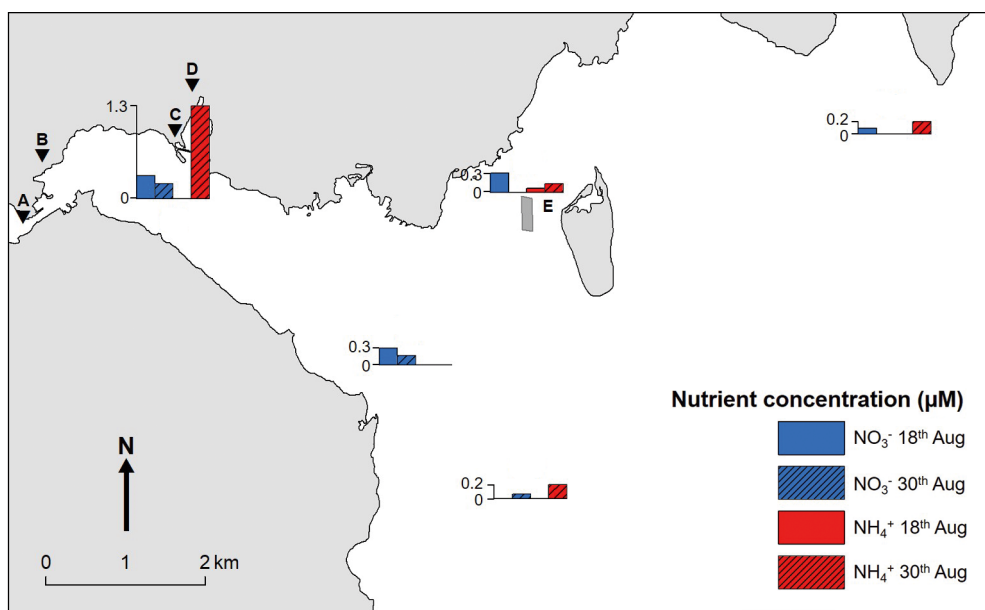 D
1.3
C
B
0
A
0.2
0
0.3
0
E
0.3
0
0.2
0
N
0 1 2 km
Nutrient concentration (µM)
NO₃⁻ 18ᵗʰ Aug
NO₃⁻ 30ᵗʰ Aug
NH₄⁺ 18ᵗʰ Aug
NH₄⁺ 30ᵗʰ Aug